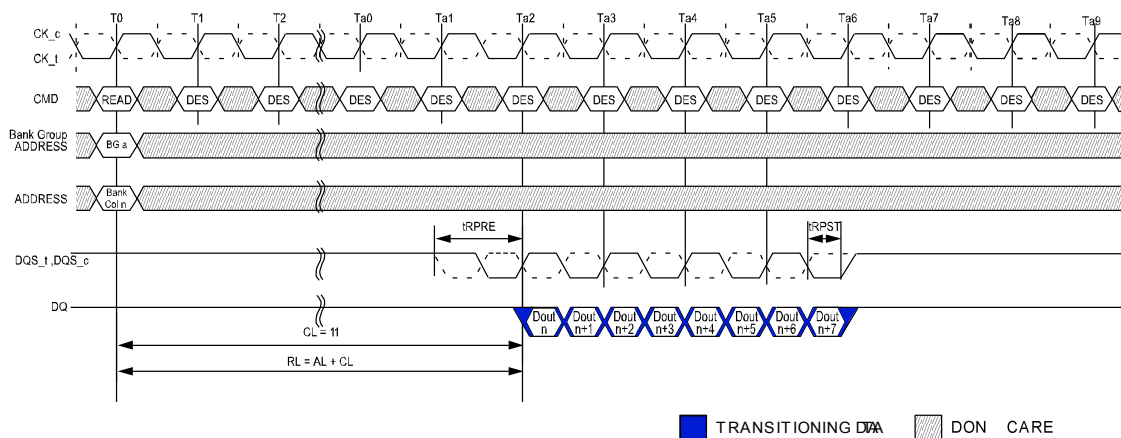 T0 T1 T2 Ta0 Ta1 Ta2 Ta3 Ta4 Ta5 Ta6 Ta7 Ta8 Ta9
CK_c
CK_t
CMD READ DES DES DES DES DES DES DES DES DES DES DES DES
Bank Group
ADDRESS BG a
ADDRESS Bank
Col n
tRPRE tRPST
DQS_t ,DQS_c
DQ Dout Dout Dout Dout Dout Dout Dout Dout
n n+1 n+2 n+3 n+4 n+5 n+6 n+7
CL = 11
RL = AL + CL
TRANSITIONING DATA DON CARE